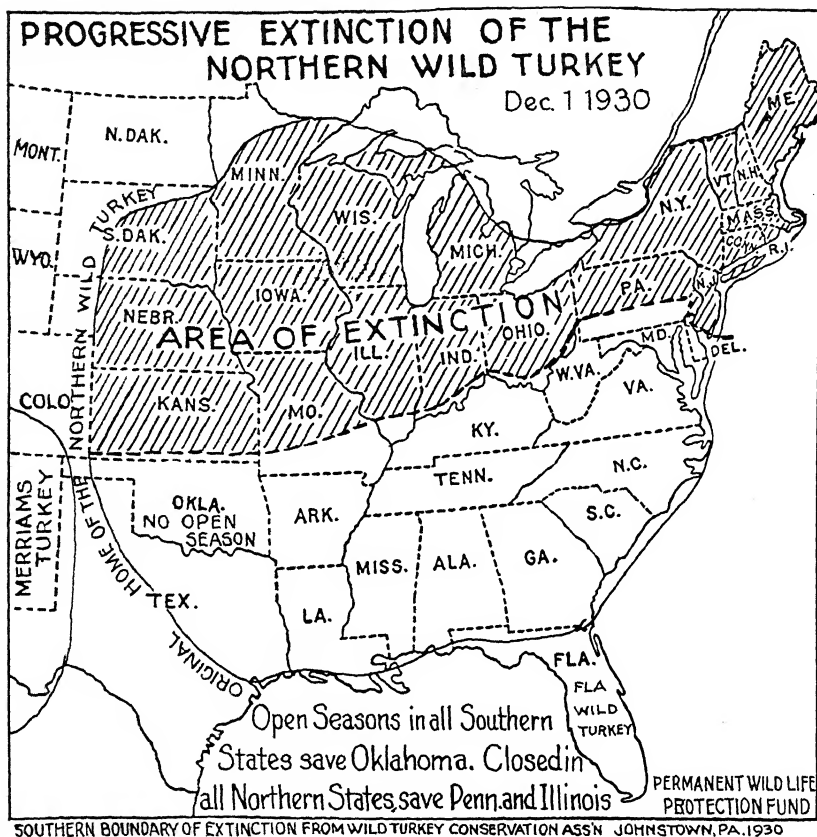 PROGRESSIVE EXTINCTION OF THE
NORTHERN WILD TURKEY
Dec. 1 1930
MONT.
N. DAK.
MINN.
ME.
VT.
N.H.
N.Y.
MASS.
CONN.
R.I.
S. DAK.
WIS.
MICH.
WYO.
NEBR.
IOWA.
PA.
N.J.
AREA OF EXTINCTION
ILL.
IND.
OHIO.
MD.
DEL.
W.VA.
VA.
COLO
KANS.
MO.
KY.
TENN.
N.C.
S.C.
ORIGINAL HOME OF THE NORTHERN WILD TURKEY
MERRIAMS
TURKEY
OKLA.
NO OPEN
SEASON
ARK.
MISS.
ALA.
GA.
TEX.
LA.
FLA.
FLA
WILD
TURKEY
Open Seasons in all Southern
States save Oklahoma. Closed in
all Northern States, save Penn. and Illinois
PERMANENT WILD LIFE
PROTECTION FUND
SOUTHERN BOUNDARY OF EXTINCTION FROM WILD TURKEY CONSERVATION ASS'N JOHNSTOWN, PA. 1930